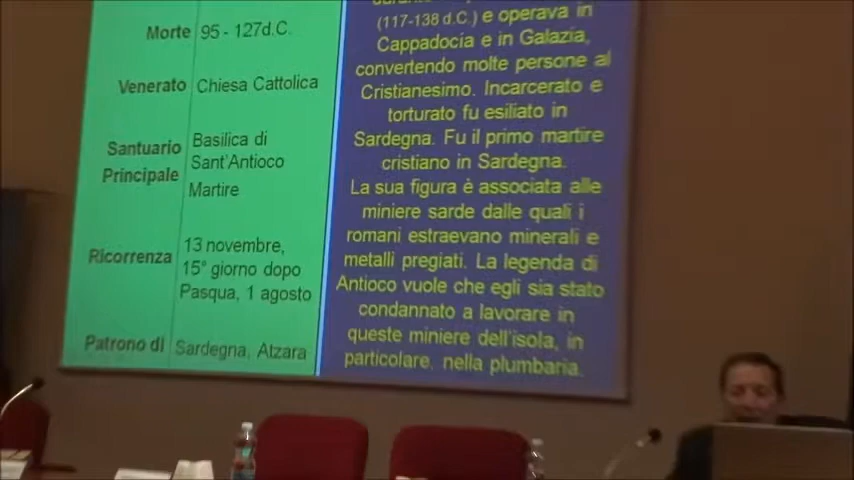 Morte 95 - 127d.C.
Venerato Chiesa Cattolica
Santuario Principale Basilica di
Sant'Antioco
Martire
Ricorrenza 13 novembre,
15° giorno dopo
Pasqua, 1 agosto
Patrono di Sardegna, Alzara
(117-138 d.C.) e operava in
Cappadocia e in Galazia,
convertendo molte persone al
Cristianesimo. Incarcerato e
torturato fu esiliato in
Sardegna. Fu il primo martire
cristiano in Sardegna.
La sua figura è associata alle
miniere sarde dalle quali i
romani estraevano minerali e
metalli pregiati. La leggenda di
Antioco vuole che egli sia stato
condannato a lavorare in
queste miniere dell'isola, in
particolare, nella plumbaria.